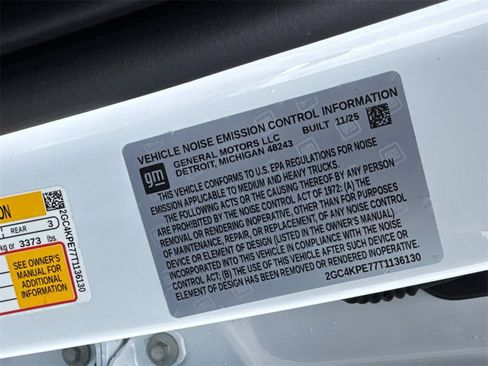 VEHICLE NOISE EMISSION CONTROL INFORMATION
gm
GENERAL MOTORS LLC BUILT 11/25
DETROIT, MICHIGAN 48243
THIS VEHICLE CONFORMS TO U.S. EPA REGULATIONS FOR NOISE
EMISSION APPLICABLE TO MEDIUM AND HEAVY TRUCKS.
THE FOLLOWING ACTS OR THE CAUSING THEREOF BY ANY PERSON
ARE PROHIBITED BY THE NOISE CONTROL ACT OF 1972: (A) THE
REMOVAL OR RENDERING INOPERATIVE, OTHER THAN FOR PURPOSES
OF MAINTENANCE, REPAIR, OR REPLACEMENT, OF ANY NOISE CONTROL
DEVICE OR ELEMENT OF DESIGN (LISTED IN THE OWNER'S MANUAL)
INCORPORATED INTO THIS VEHICLE IN COMPLIANCE WITH THE NOISE
CONTROL ACT; (B) THE USE OF THIS VEHICLE AFTER SUCH DEVICE OR
ELEMENT OF DESIGN HAS BEEN REMOVED OR RENDERED INOPERATIVE.
2GC4KPE77T1136130
ON
REAR 3
kg or 3373 lbs.
SEE OWNER'S
MANUAL FOR
ADDITIONAL
INFORMATION
2GC4KPE77T1136130